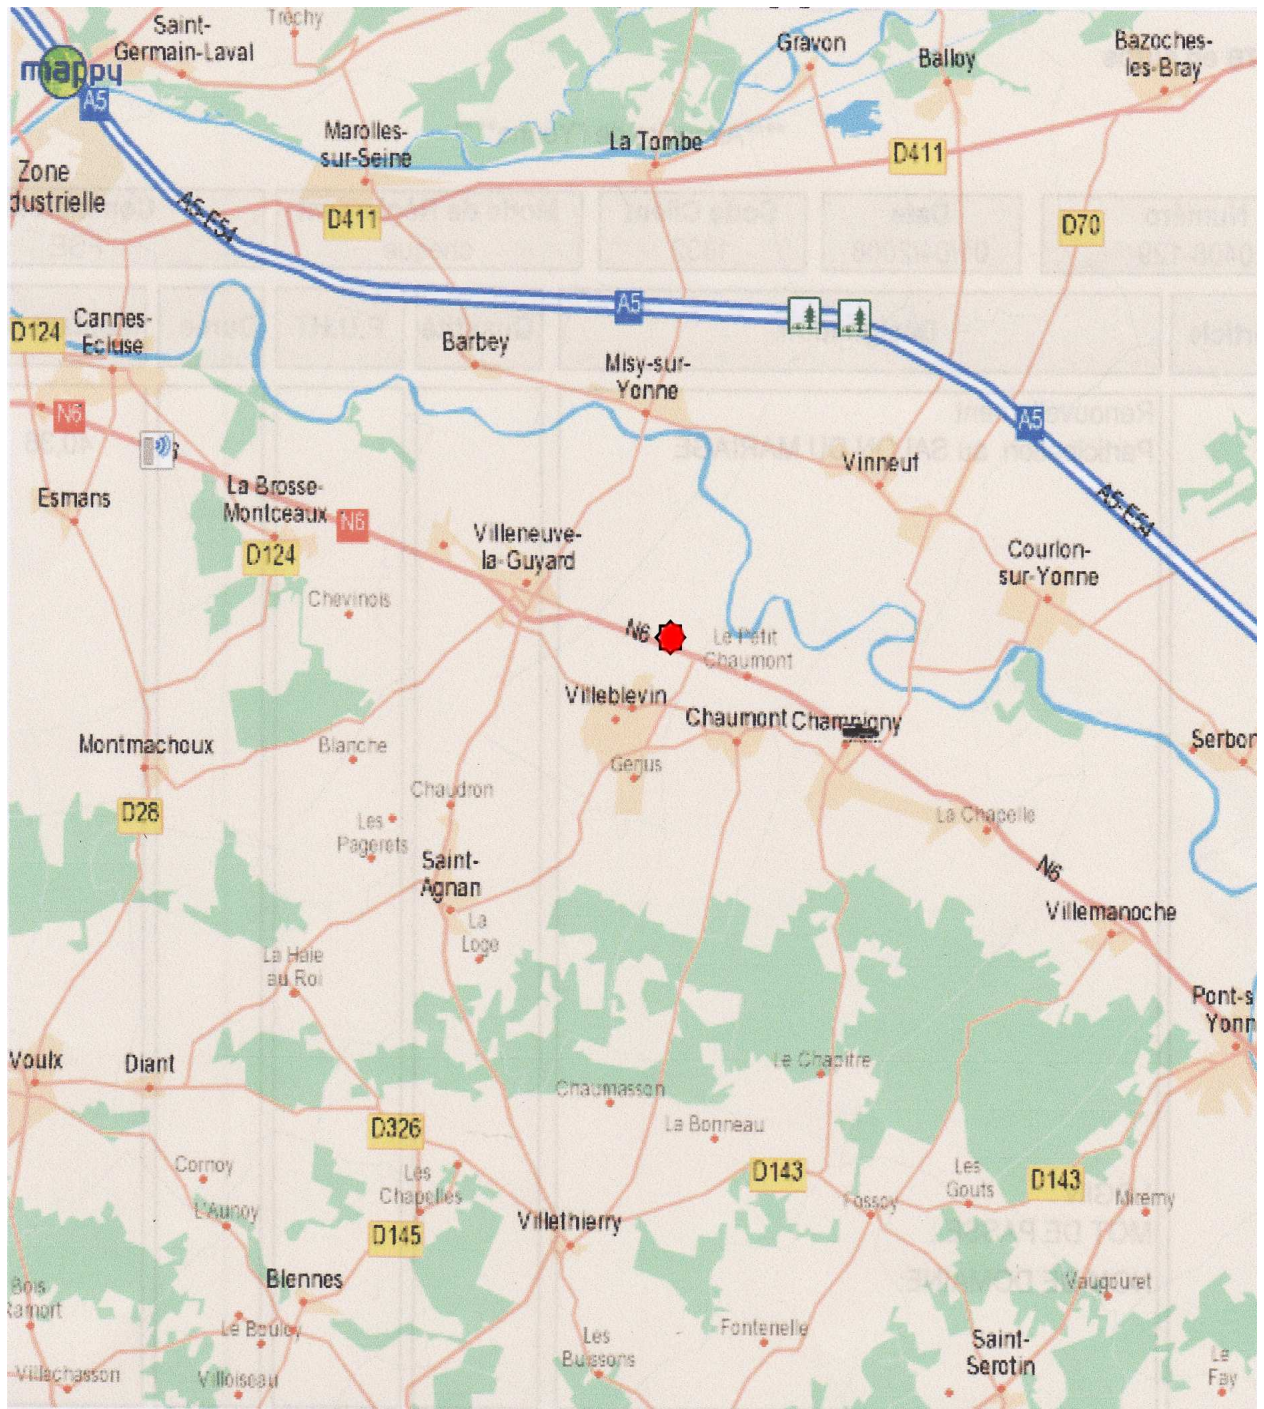 Trechy
Saint-
Germain-Laval
Gravon
Balloy
Bazoches-
les-Bray
mappy
A5
Marolles-
sur-Seine
La Tombe
D411
Zone
dustrielle
A5-E54
D411
D70
A5
D124
Cannes-
Ecluse
Barbey
Misy-sur-
Yonne
N6
A5
Vinneuf
Esmans
La Brosse-
Montceaux
N6
A5-E54
D124
Villeneuve-
la-Guyard
Courlon-
sur-Yonne
Chevinois
N6
Le Petit
Chaumont
Villeblevin
Chaumont
Champigny
Montmachoux
Blanche
Gerjus
Serbon
Chaudron
D28
Les
Pagerets
La Chapelle
Saint-
Agnan
N6
La
Loge
Villemanoche
La Haie
au Roi
Pont-s
Yonn
Voulx
Diant
Le Chapitre
Chaumasson
D326
La Bonneau
Cornoy
Les
Chapelles
D143
Les
Gouts
D143
Miremy
L'Aunoy
Fossoy
Villethierry
D145
Blennes
Vaugouret
Bois
Ramort
Le Bouloy
Les
Buissons
Fontenelle
Saint-
Serotin
Le
Fay
Villechasson
Villoiseau